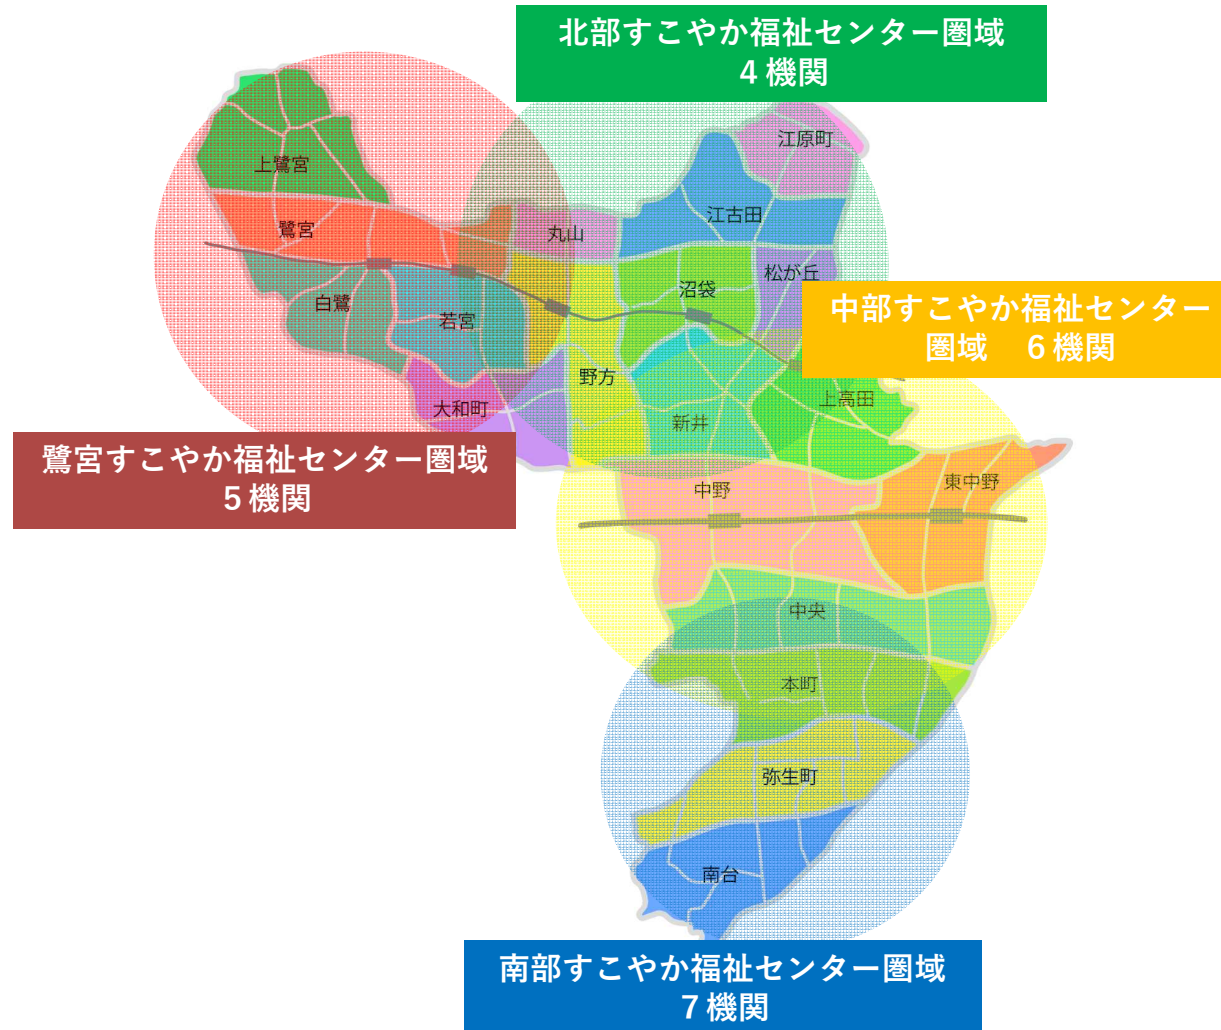 北部すこやか福祉センター圏域
４機関
江原町
上鷺宮
江古田
鷺宮
丸山
松が丘
沼袋
白鷺
若宮
中部すこやか福祉センター
圏域　６機関
野方
上高田
大和町
新井
鷺宮すこやか福祉センター圏域
５機関
東中野
中野
中央
本町
弥生町
南台
南部すこやか福祉センター圏域
７機関